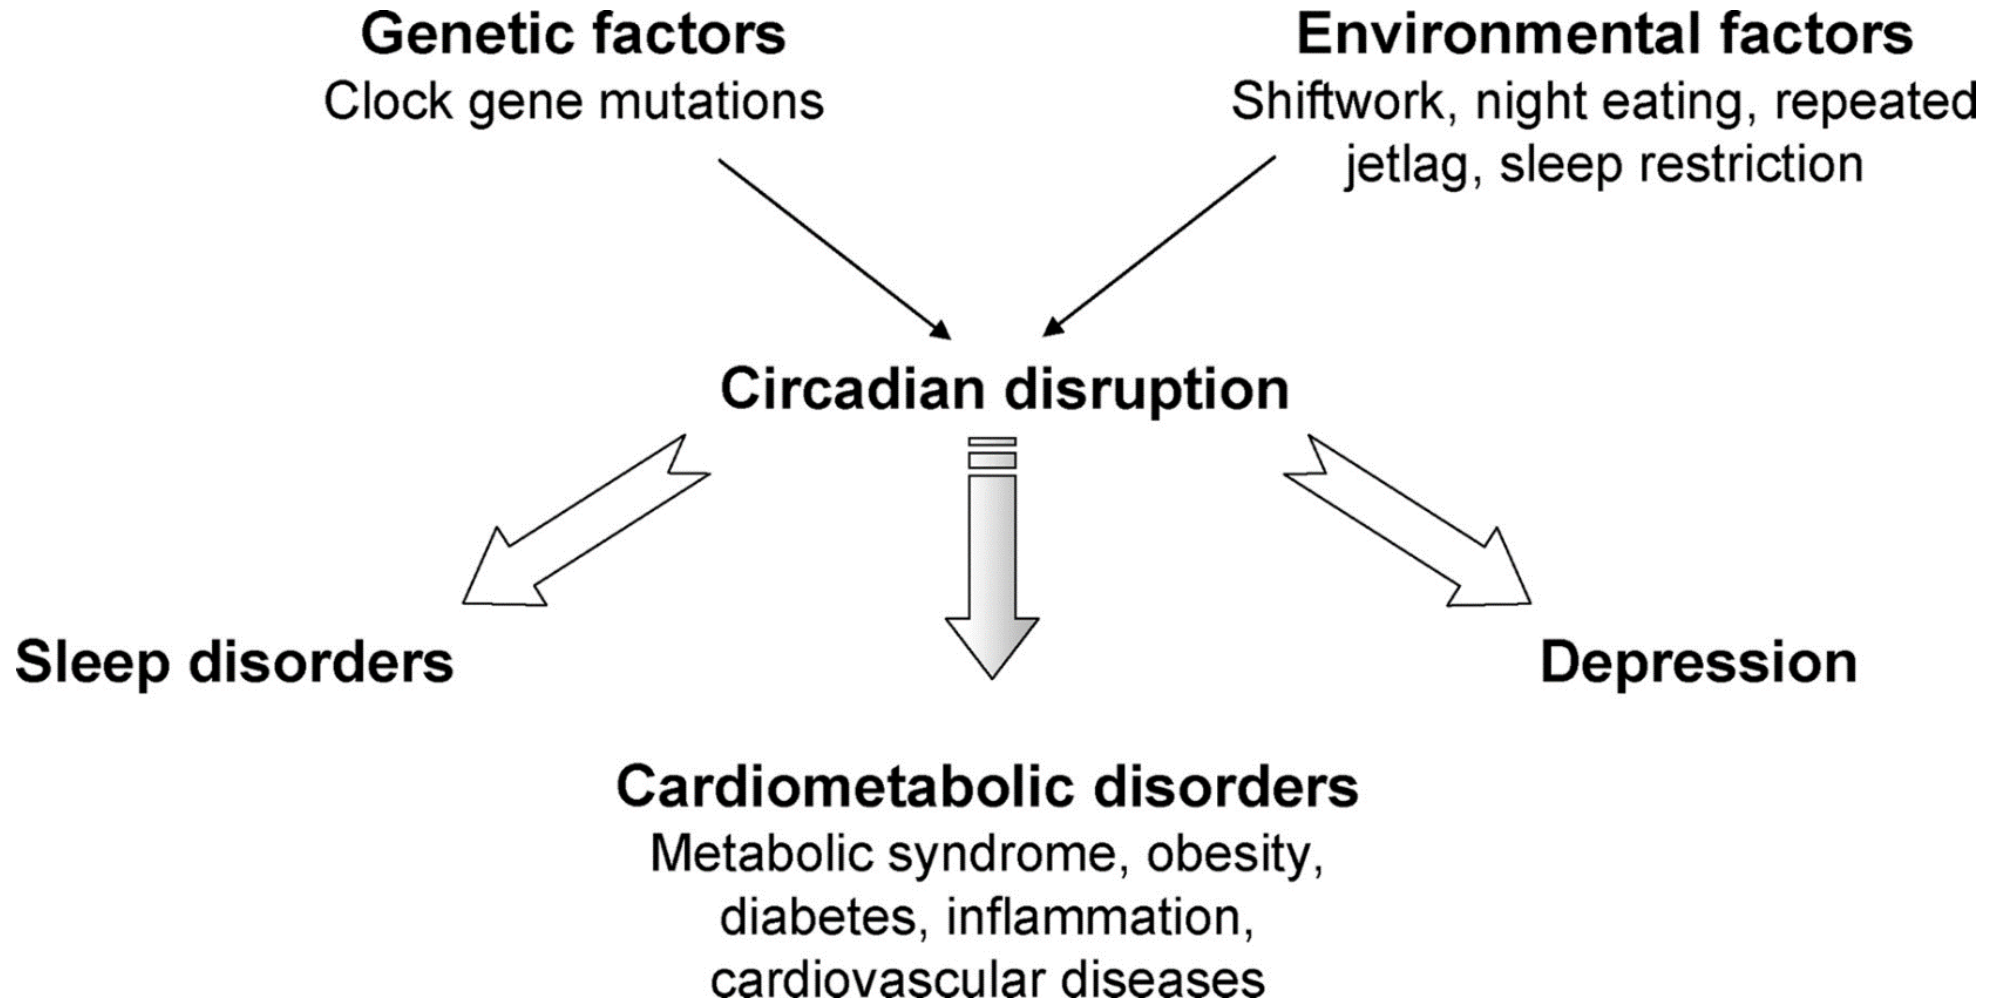 Genetic factors
Clock gene mutations
Environmental factors
Shiftwork, night eating, repeated
jetlag, sleep restriction
Circadian disruption
Sleep disorders
Depression
Cardiometabolic disorders
Metabolic syndrome, obesity,
diabetes, inflammation,
cardiovascular diseases